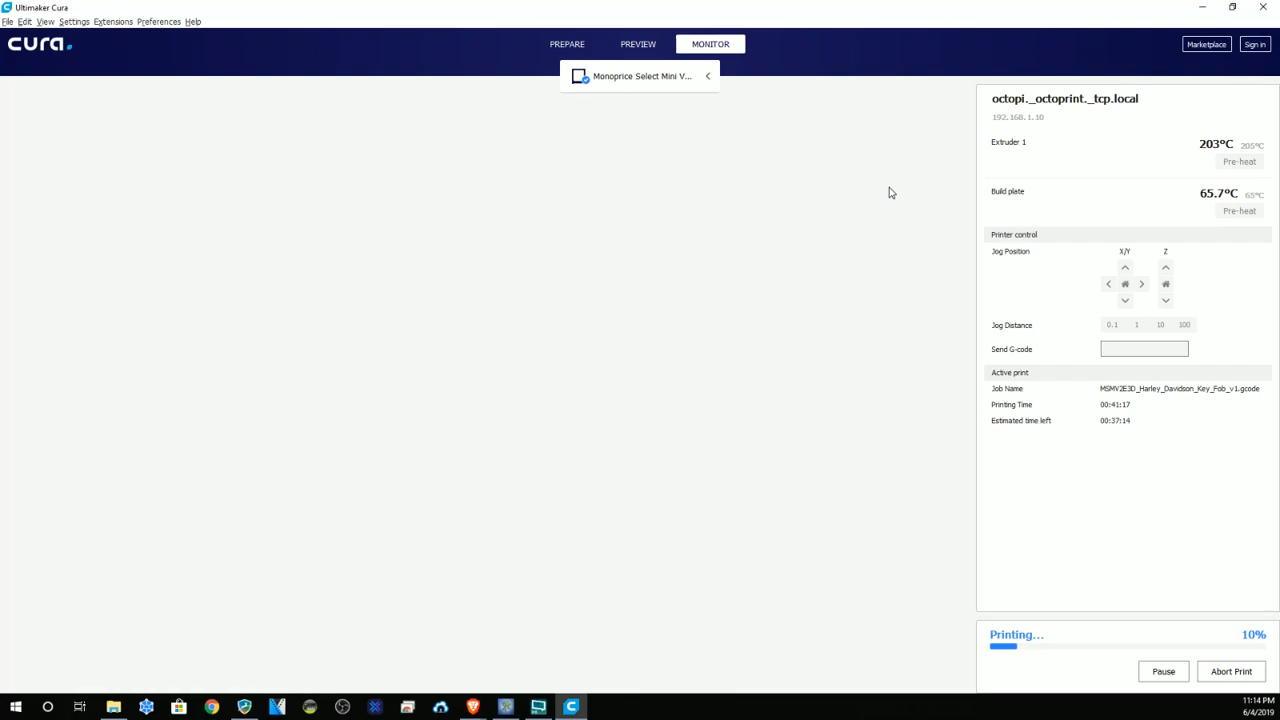 Ultimaker Cura
File Edit View Settings Extensions Preferences Help
cura. PREPARE PREVIEW MONITOR Marketplace Sign in
Monoprice Select Mini V...
octopi._octoprint._tcp.local
192.168.1.10
Extruder 1 203°C 205°C
Pre-heat
Build plate 65.7°C 65°C
Pre-heat
Printer control
Jog Position X/Y Z
Jog Distance 0.1 1 10 100
Send G-code
Active print
Job Name MSMV2E3D_Harley_Davidson_Key_Fob_v1.gcode
Printing Time 00:41:17
Estimated time left 00:37:14
Printing... 10%
Pause Abort Print
11:14 PM
6/4/2019